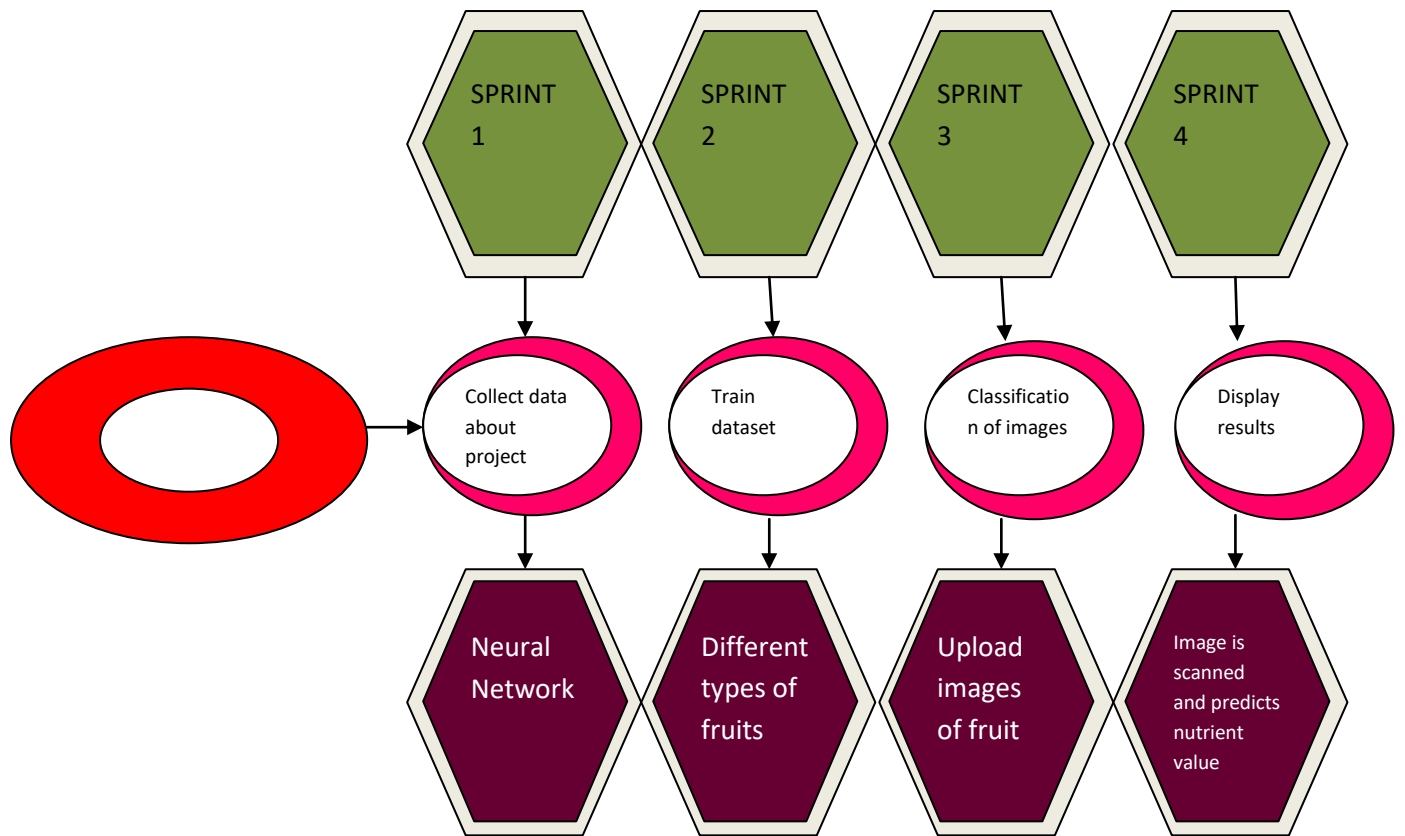 SPRINT
1
SPRINT
2
SPRINT
3
SPRINT
4
Collect data
about
project
Train
dataset
Classificatio
n of images
Display
results
Neural
Network
Different
types of
fruits
Upload
images
of fruit
Image is
scanned
and predicts
nutrient
value